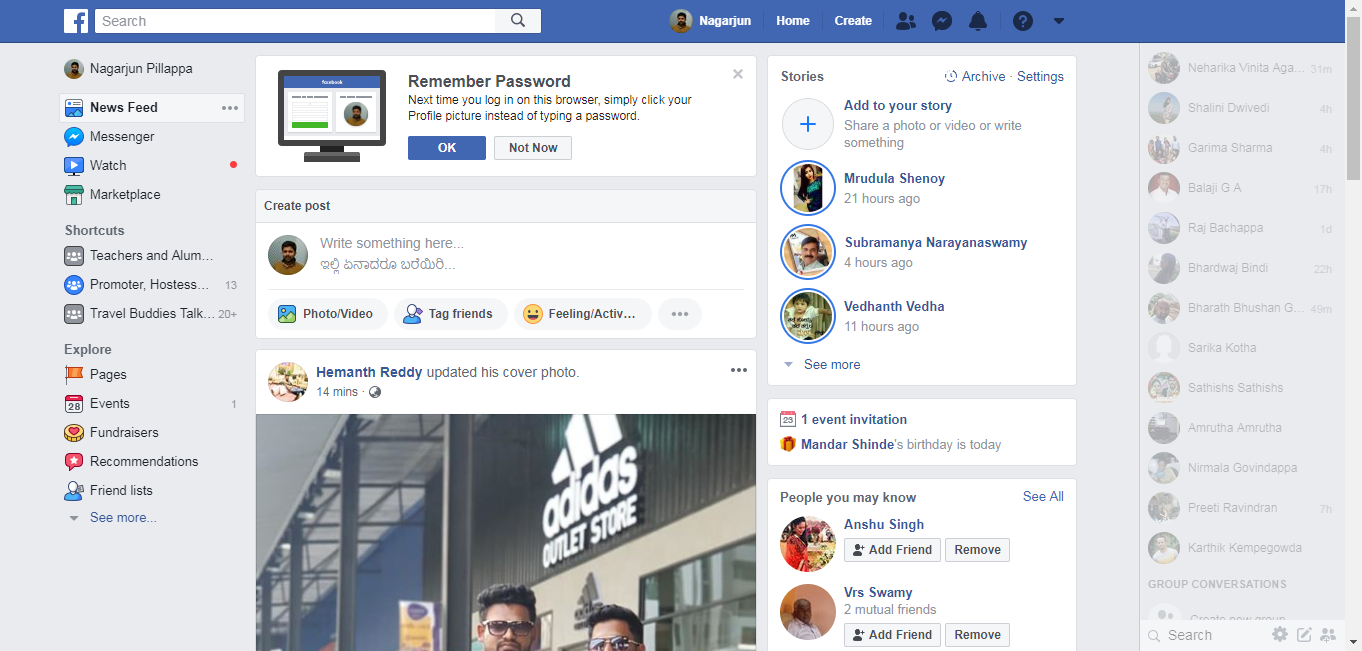 Search
Nagarjun
Home
Create
Nagarjun Pillappa
News Feed
Messenger
Watch
Marketplace
Shortcuts
Teachers and Alum...
Promoter, Hostess... 13
Travel Buddies Talk... 20+
Explore
Pages
Events 1
Fundraisers
Recommendations
Friend lists
See more...
facebook
Remember Password
Next time you log in on this browser, simply click your
Profile picture instead of typing a password.
OK
Not Now
Create post
Write something here...
ಇಲ್ಲಿ ಏನಾದರೂ ಬರೆಯಿರಿ...
Photo/Video
Tag friends
Feeling/Activ...
Hemanth Reddy updated his cover photo.
14 mins ·
adidas
OUTLET STORE
Stories
Archive · Settings
Add to your story
Share a photo or video or write
something
Mrudula Shenoy
21 hours ago
Subramanya Narayanaswamy
4 hours ago
Vedhanth Vedha
11 hours ago
See more
23
1 event invitation
Mandar Shinde's birthday is today
People you may know
See All
Anshu Singh
Add Friend
Remove
Vrs Swamy
2 mutual friends
Add Friend
Remove
Neharika Vinita Aga... 31m
Shalini Dwivedi 4h
Garima Sharma 4h
Balaji G A 17h
Raj Bachappa 1d
Bhardwaj Bindi 22h
Bharath Bhushan G... 49m
Sarika Kotha
Sathishs Sathishs
Amrutha Amrutha
Nirmala Govindappa
Preeti Ravindran 7h
Karthik Kempegowda
GROUP CONVERSATIONS
Create new group
Search